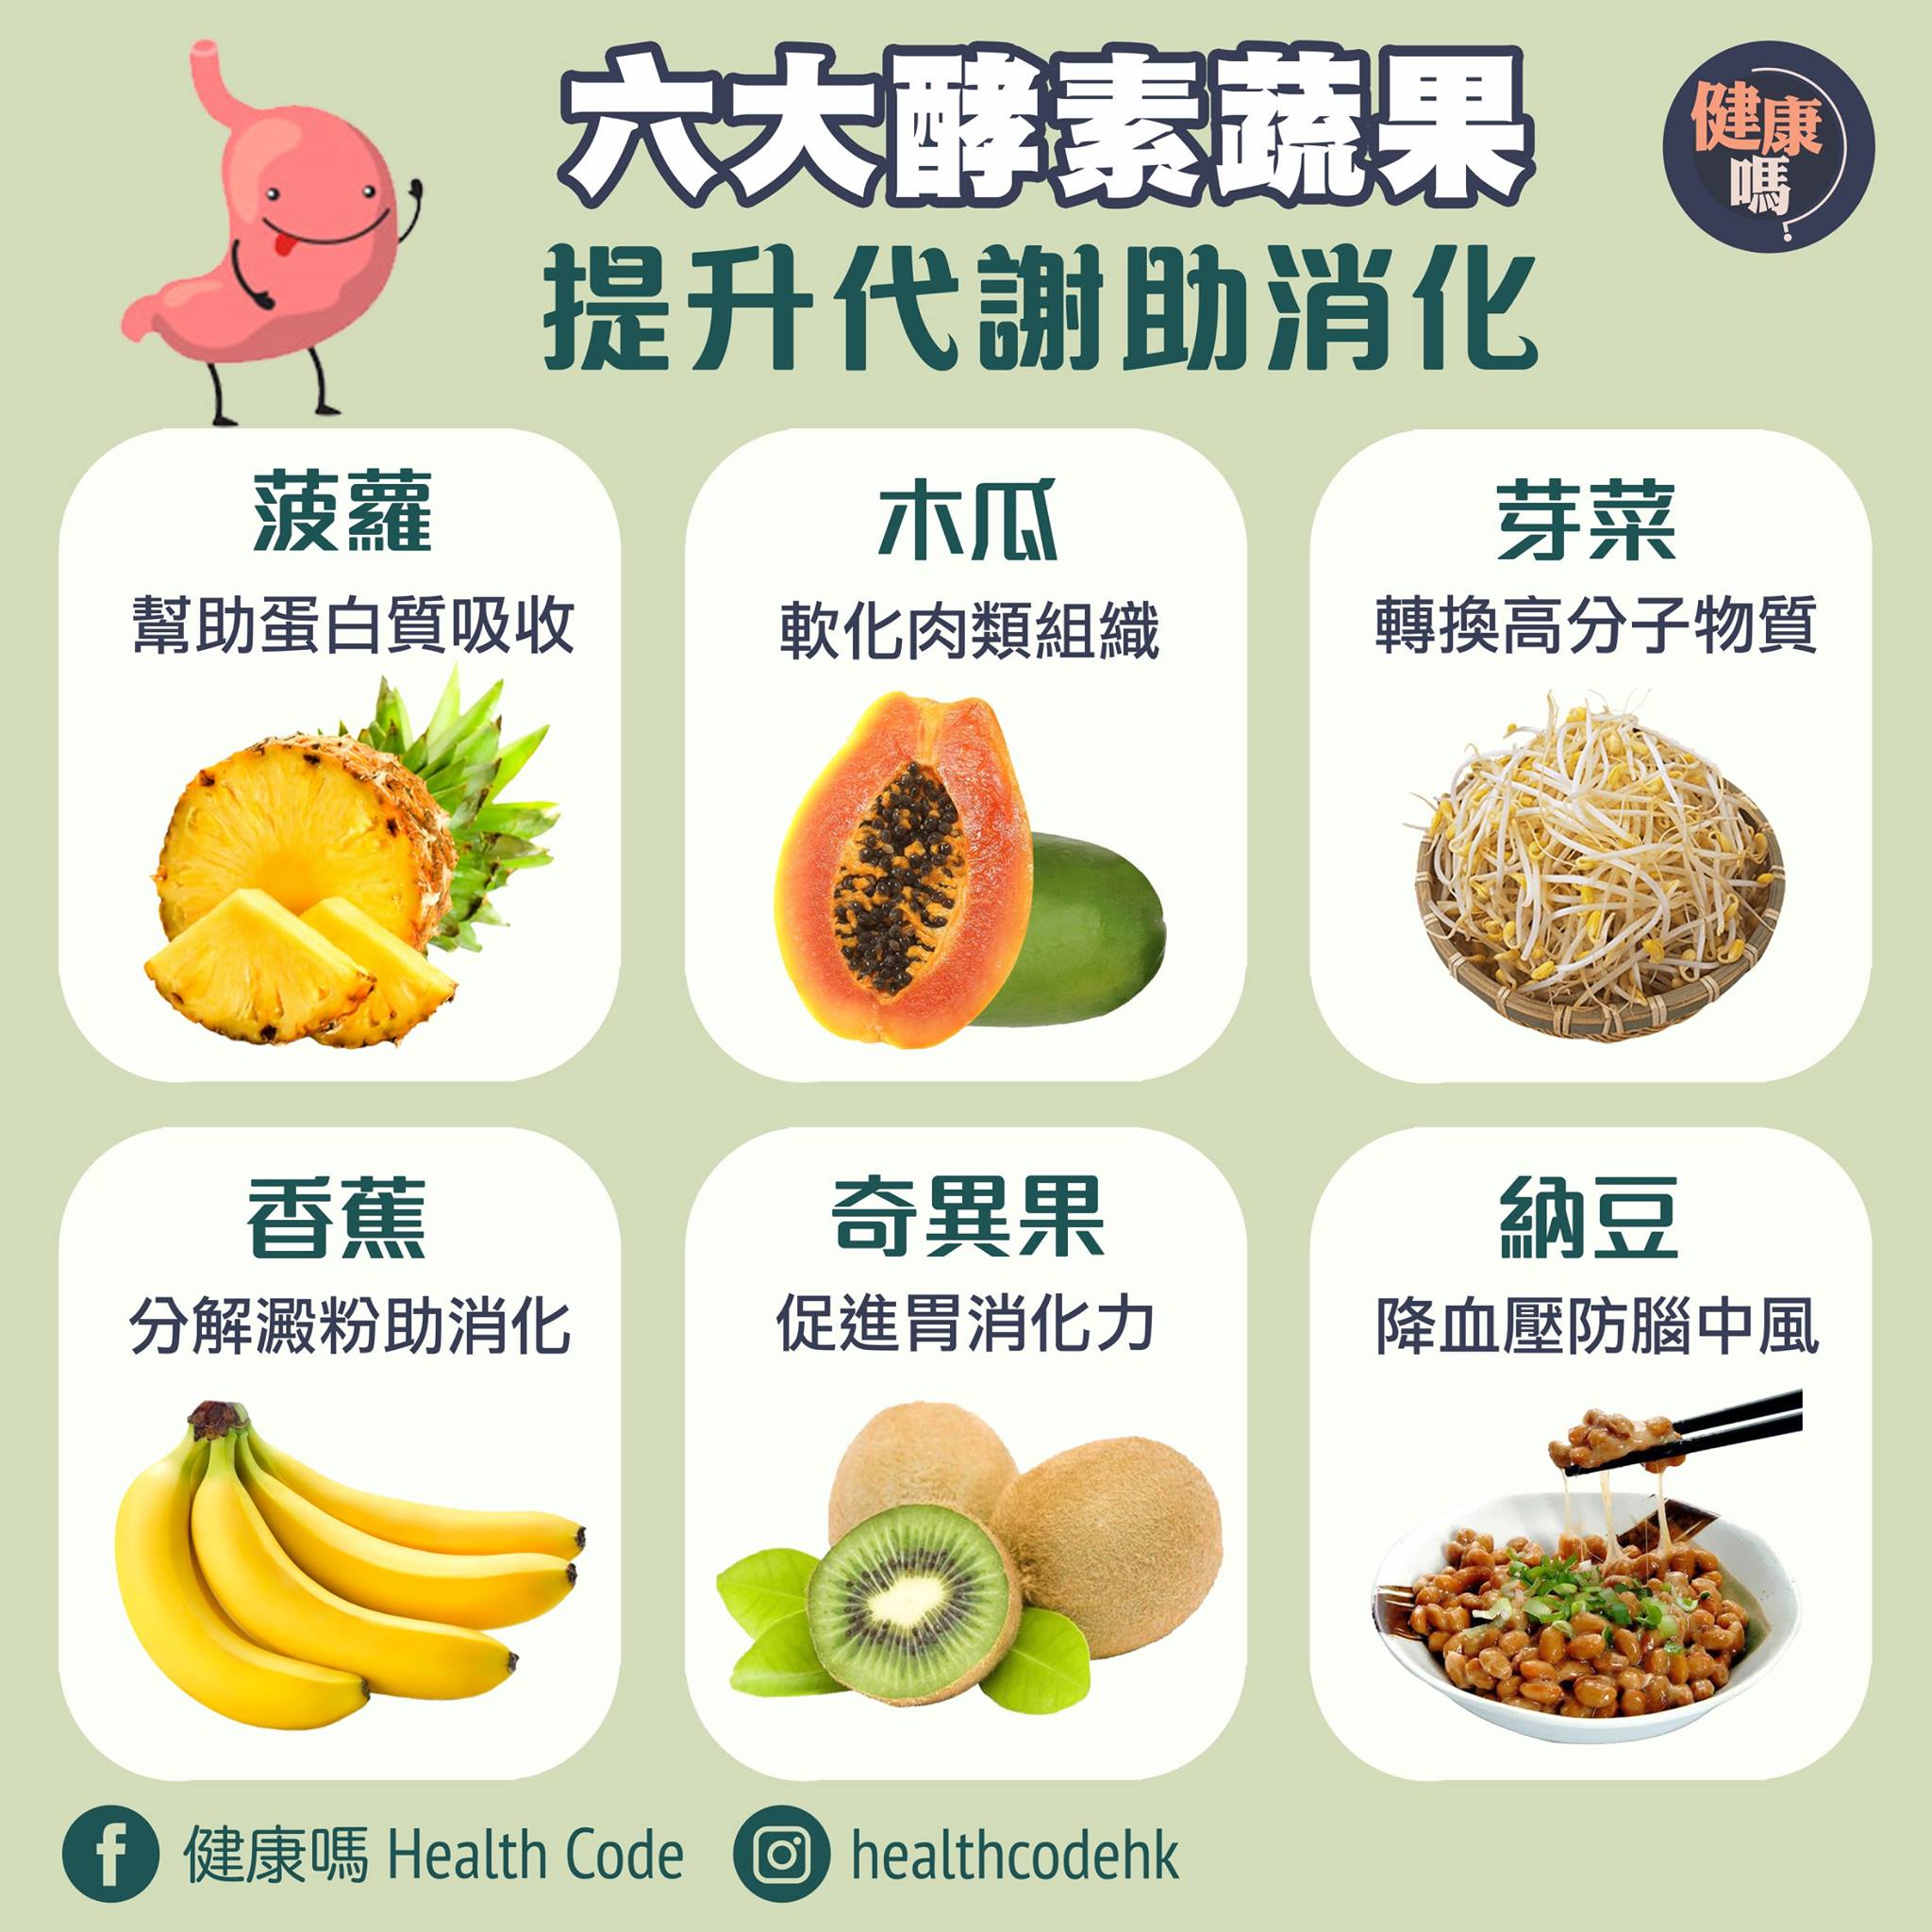 六大酵素蔬果
健康
嗎?
提升代謝助消化
菠蘿
幫助蛋白質吸收
木瓜
軟化肉類組織
芽菜
轉換高分子物質
香蕉
分解澱粉助消化
奇異果
促進胃消化力
納豆
降血壓防腦中風
健康嗎 Health Code
healthcodehk